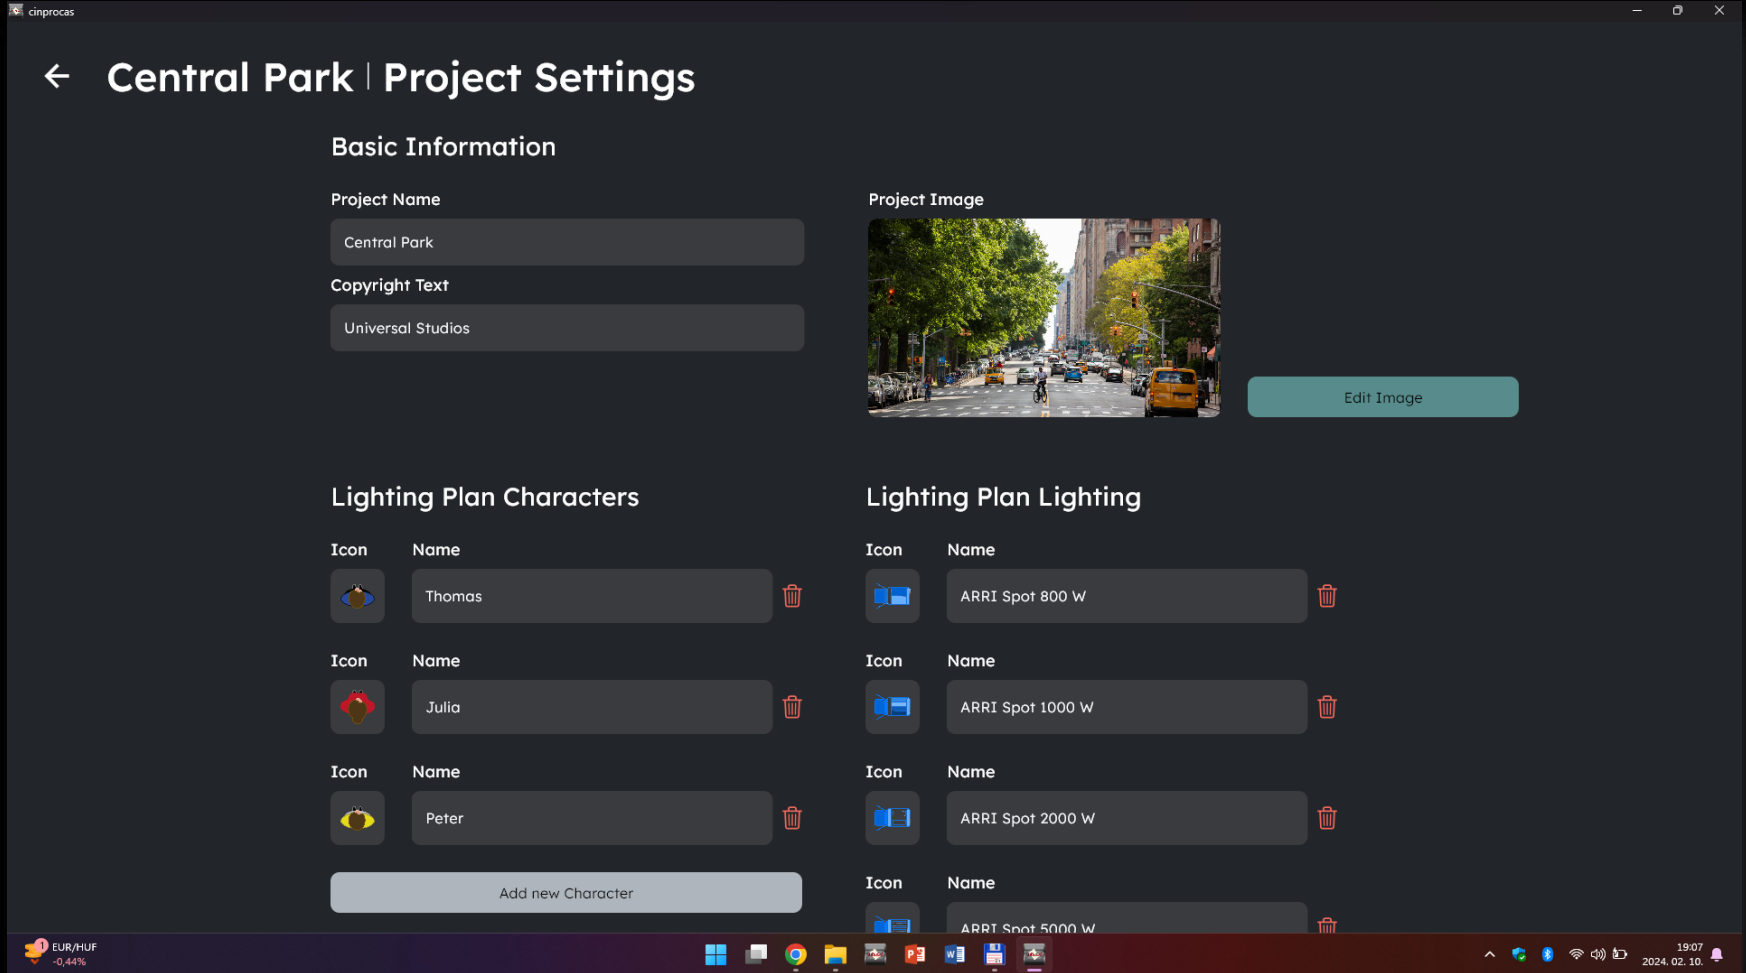 cinprocas
Central Park | Project Settings
Basic Information
Project Name
Central Park
Copyright Text
Universal Studios
Project Image
Edit Image
Lighting Plan Characters
Icon Name
Thomas
Icon Name
Julia
Icon Name
Peter
Add new Character
Lighting Plan Lighting
Icon Name
ARRI Spot 800 W
Icon Name
ARRI Spot 1000 W
Icon Name
ARRI Spot 2000 W
Icon Name
ARRI Spot 5000 W
1
EUR/HUF
-0,44%
19:07
2024. 02. 10.